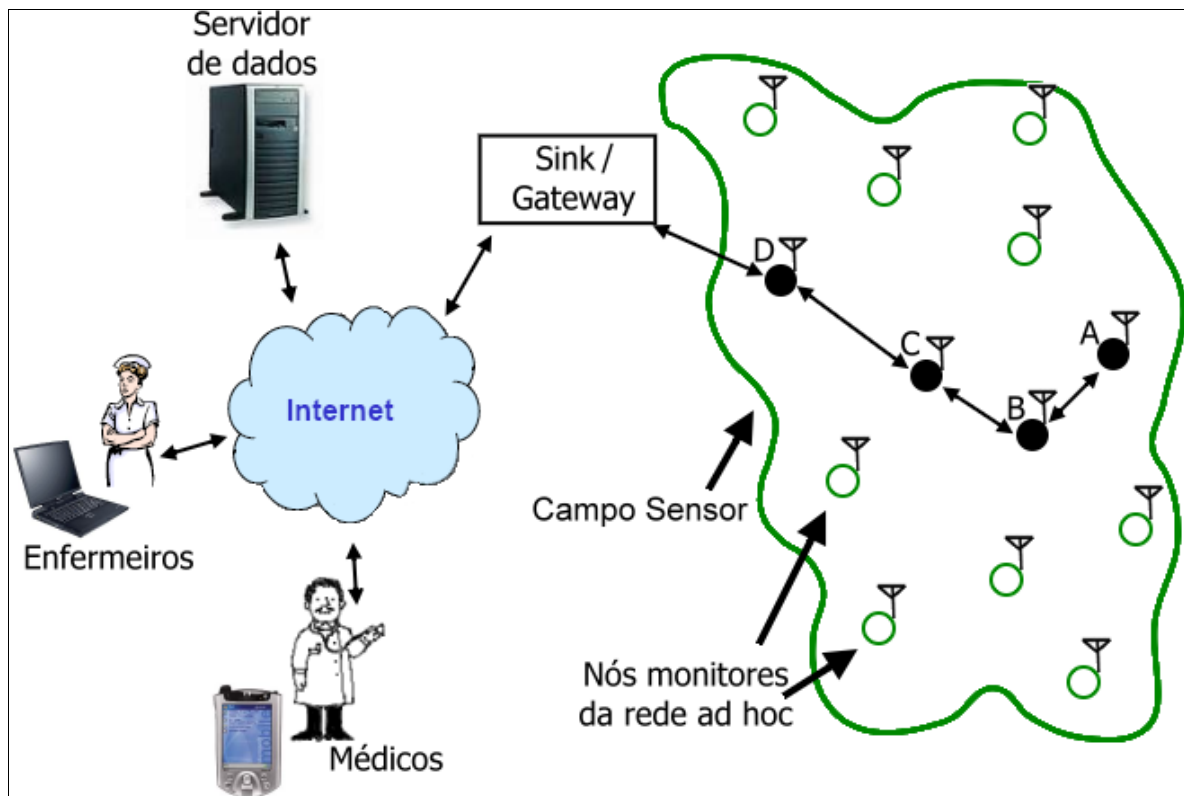 Servidor
de dados
Sink /
Gateway
D
A
C
B
Internet
Campo Sensor
Enfermeiros
Nós monitores
da rede ad hoc
Médicos